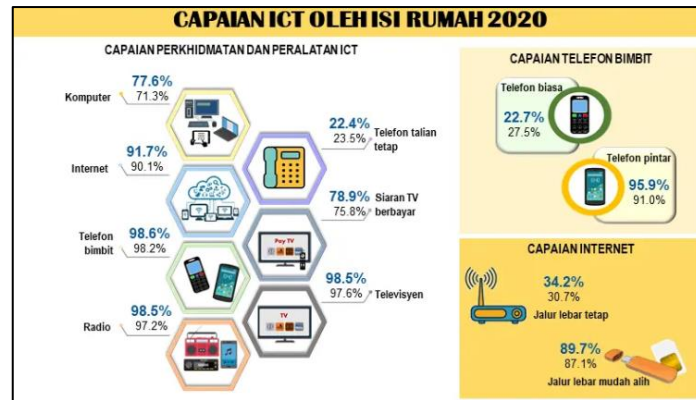 CAPAIAN ICT OLEH ISI RUMAH 2020
CAPAIAN PERKHIDMATAN DAN PERALATAN ICT
Komputer
77.6%
71.3%
Internet
91.7%
90.1%
Telefon
bimbit
98.6%
98.2%
Radio
98.5%
97.2%
22.4%
23.5%
Telefon talian
tetap
78.9%
75.8%
Siaran TV
berbayar
Pay TV
98.5%
97.6%
Televisyen
TV
CAPAIAN TELEFON BIMBIT
Telefon biasa
22.7%
27.5%
Telefon pintar
95.9%
91.0%
CAPAIAN INTERNET
34.2%
30.7%
Jalur lebar tetap
89.7%
87.1%
Jalur lebar mudah alih